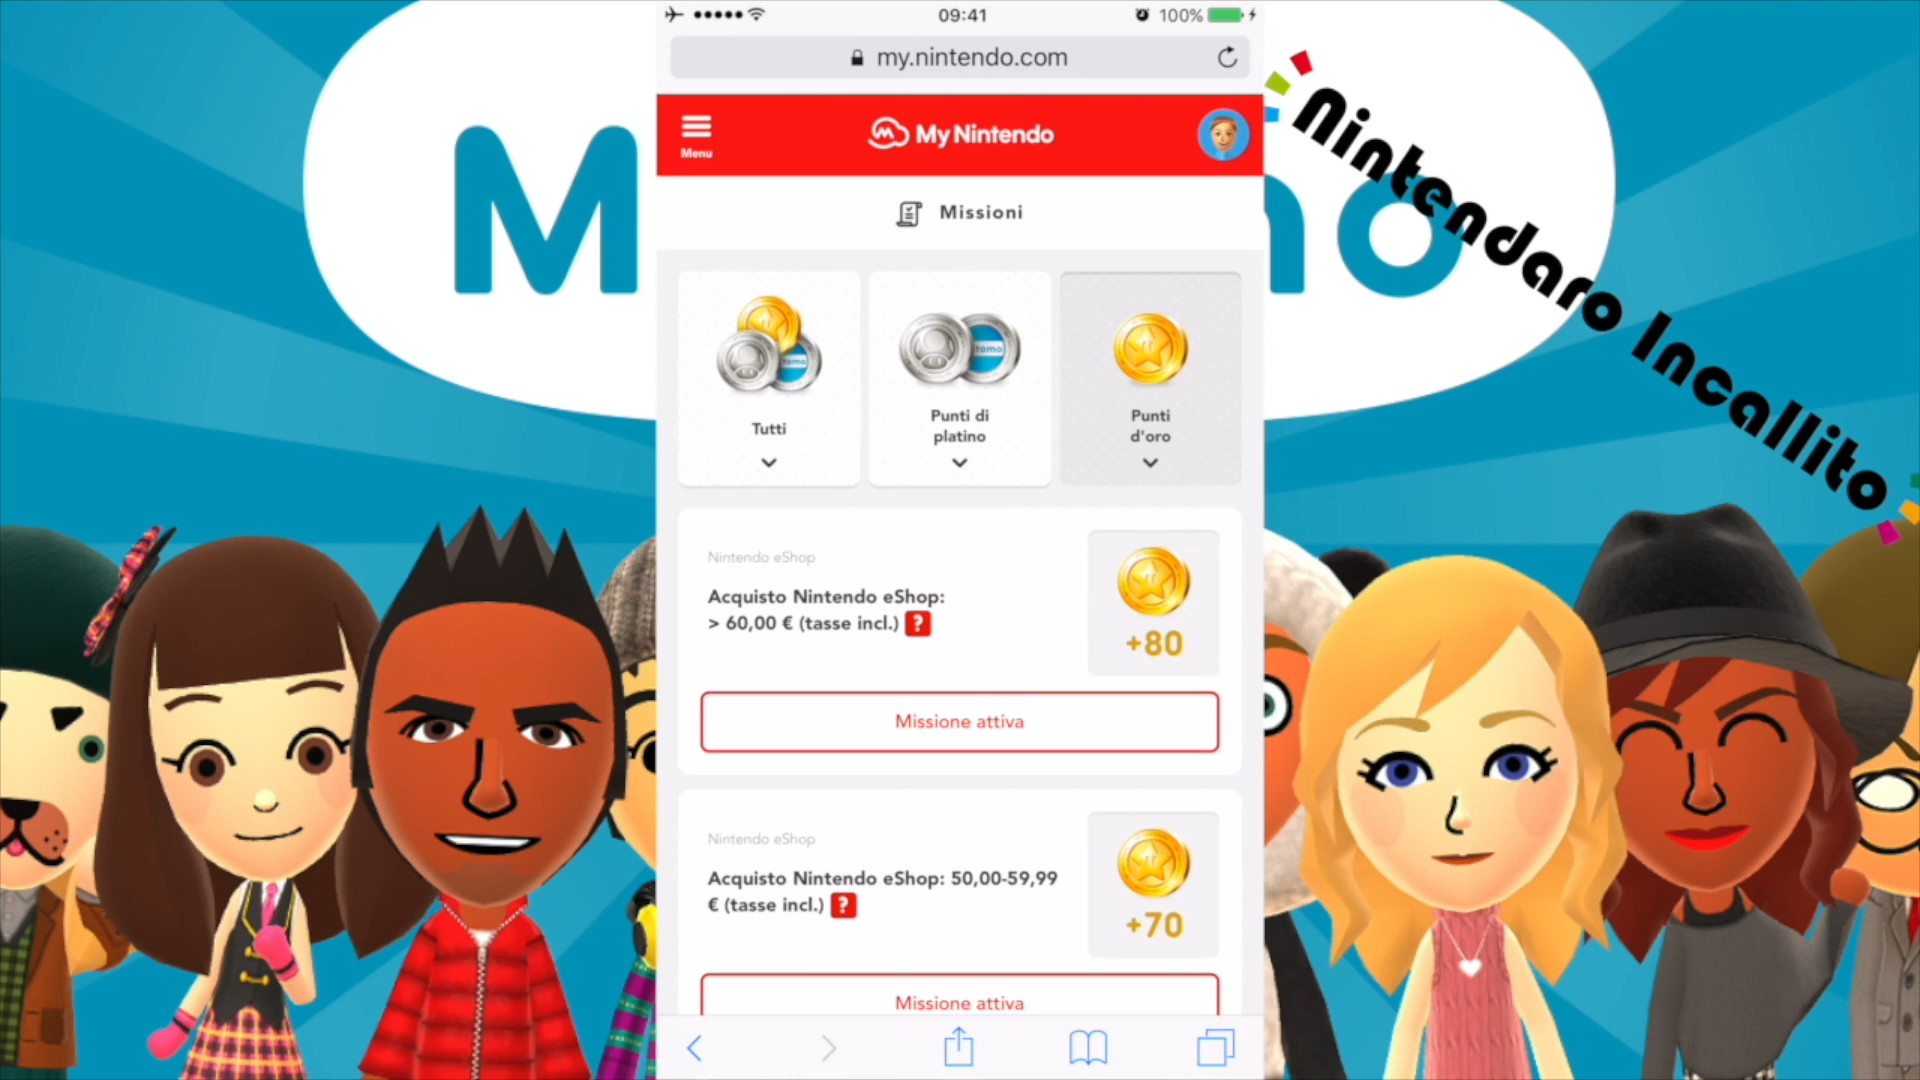 09:41
100%
my.nintendo.com
Menu
My Nintendo
Missioni
Tutti
Punti di
platino
Punti
d'oro
Nintendo eShop
Acquisto Nintendo eShop:
> 60,00 € (tasse incl.) ?
+80
Missione attiva
Nintendo eShop
Acquisto Nintendo eShop: 50,00-59,99
€ (tasse incl.) ?
+70
Missione attiva
Nintendaro Incallito